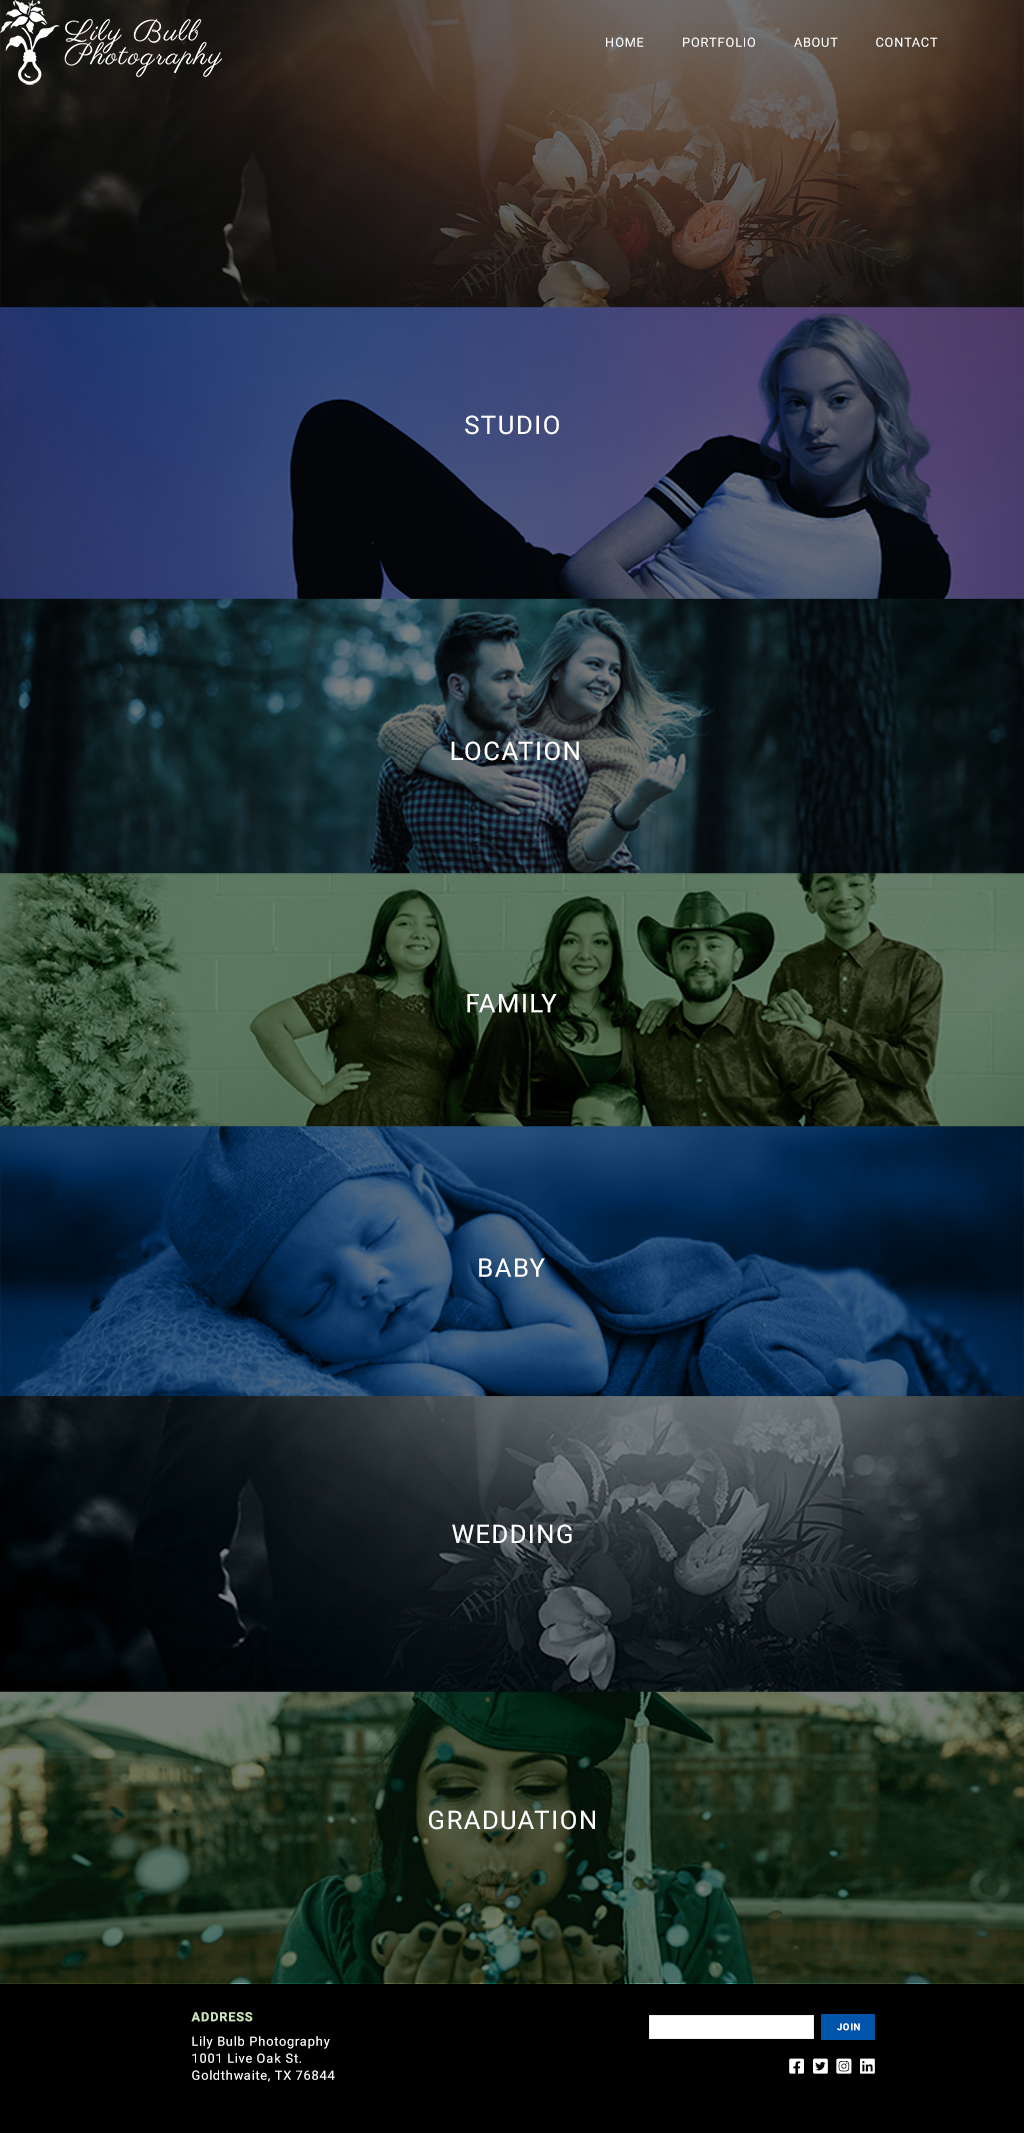 Lily Bulb
Photography
HOME PORTFOLIO ABOUT CONTACT
STUDIO
LOCATION
FAMILY
BABY
WEDDING
GRADUATION
ADDRESS
Lily Bulb Photography
1001 Live Oak St.
Goldthwaite, TX 76844
JOIN